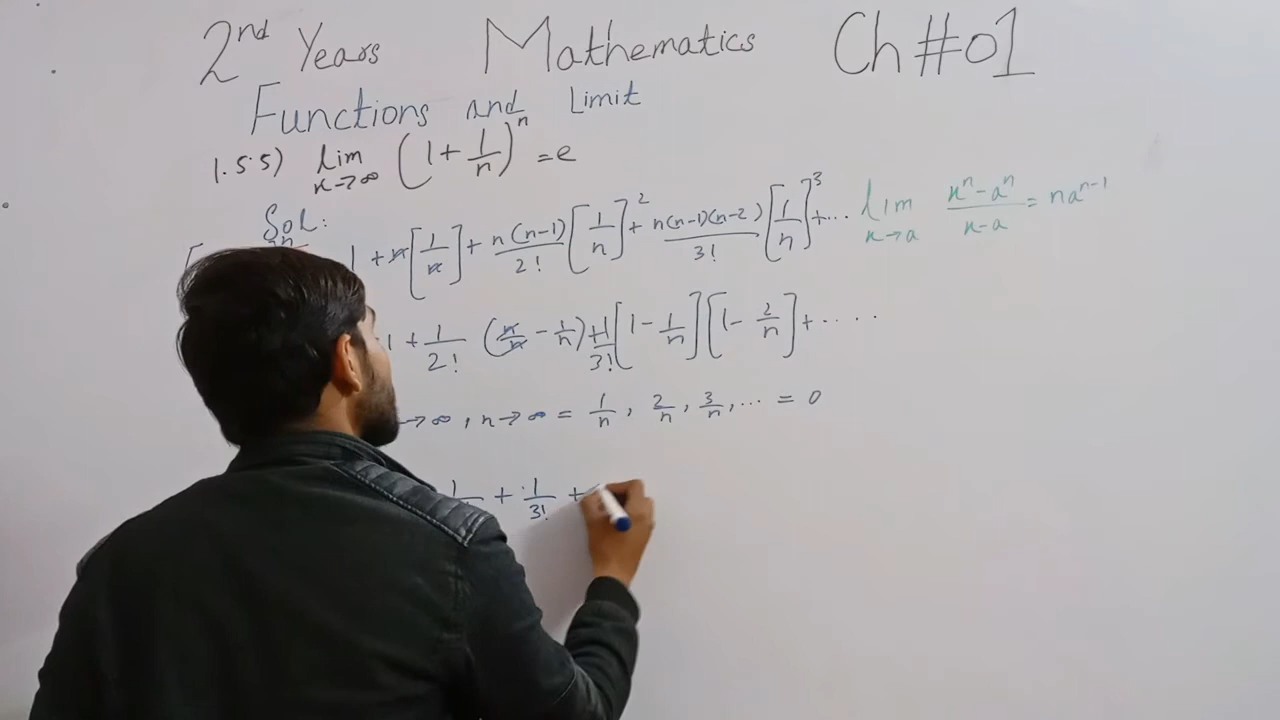 2nd Years Mathematics Ch#01
Functions and Limit
1.5.5) lim x→∞ (1 + 1/n)^n = e
Sol:
1 + n[1/n] + n(n-1)/2! [1/n]^2 + n(n-1)(n-2)/3! [1/n]^3 + ...
lim x→a (x^n - a^n)/(x-a) = na^(n-1)
1 + 1/2! (n/n - 1/n) + 1/3! [1 - 1/n][1 - 2/n] + ....
→∞, n→∞ = 1/n, 2/n, 3/n, ... = 0
+ 1/3! +